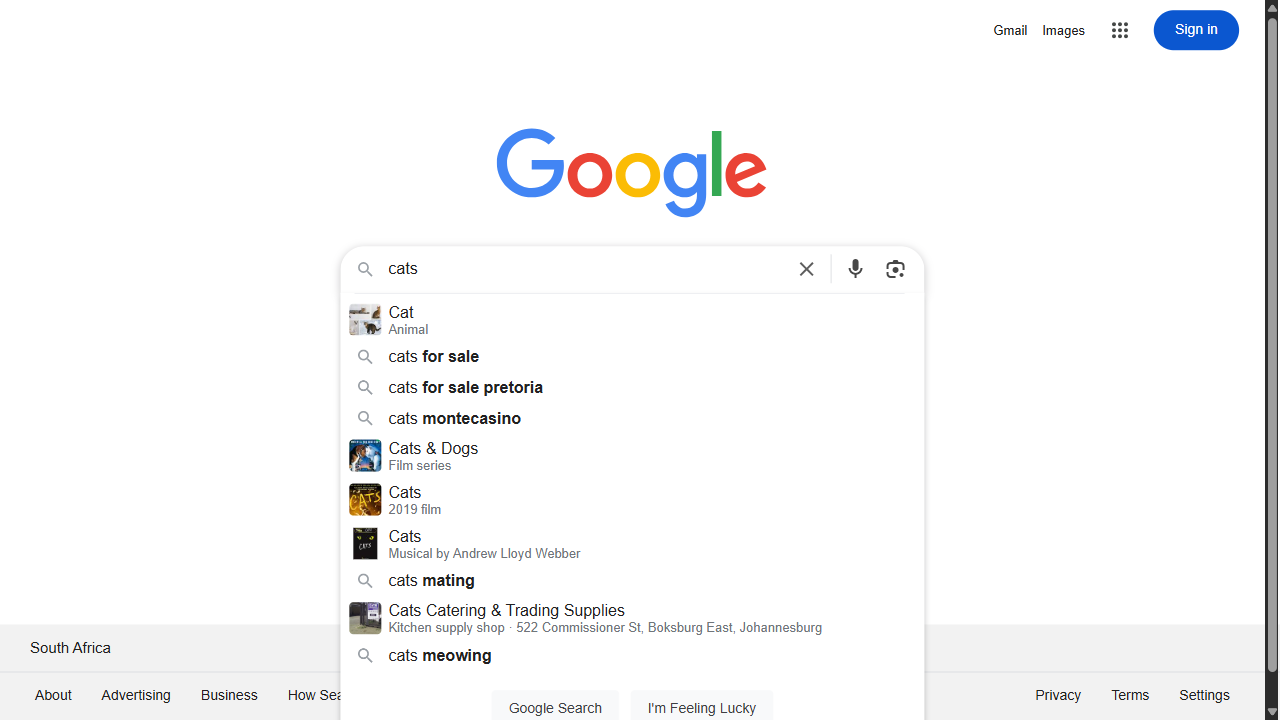 Gmail Images Sign in
Google
cats
Cat
Animal
cats for sale
cats for sale pretoria
cats montecasino
Cats & Dogs
Film series
CATS
Cats
2019 film
CATS
Cats
Musical by Andrew Lloyd Webber
cats mating
Cats Catering & Trading Supplies
Kitchen supply shop · 522 Commissioner St, Boksburg East, Johannesburg
South Africa
cats meowing
About Advertising Business How Sea Privacy Terms Settings
Google Search I'm Feeling Lucky